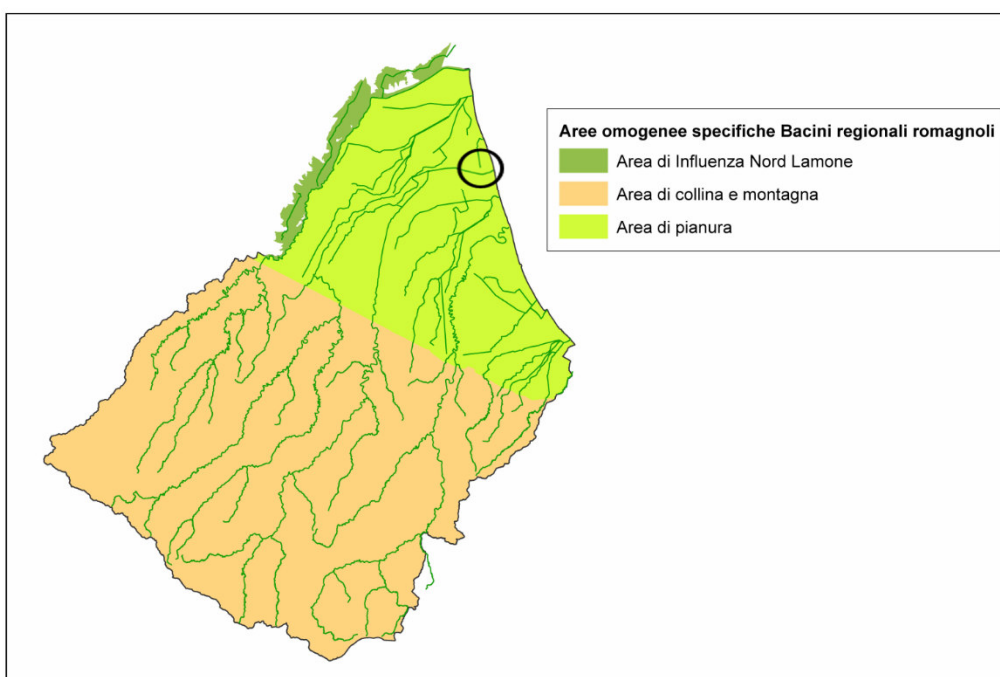 Aree omogenee specifiche Bacini regionali romagnoli
Area di Influenza Nord Lamone
Area di collina e montagna
Area di pianura